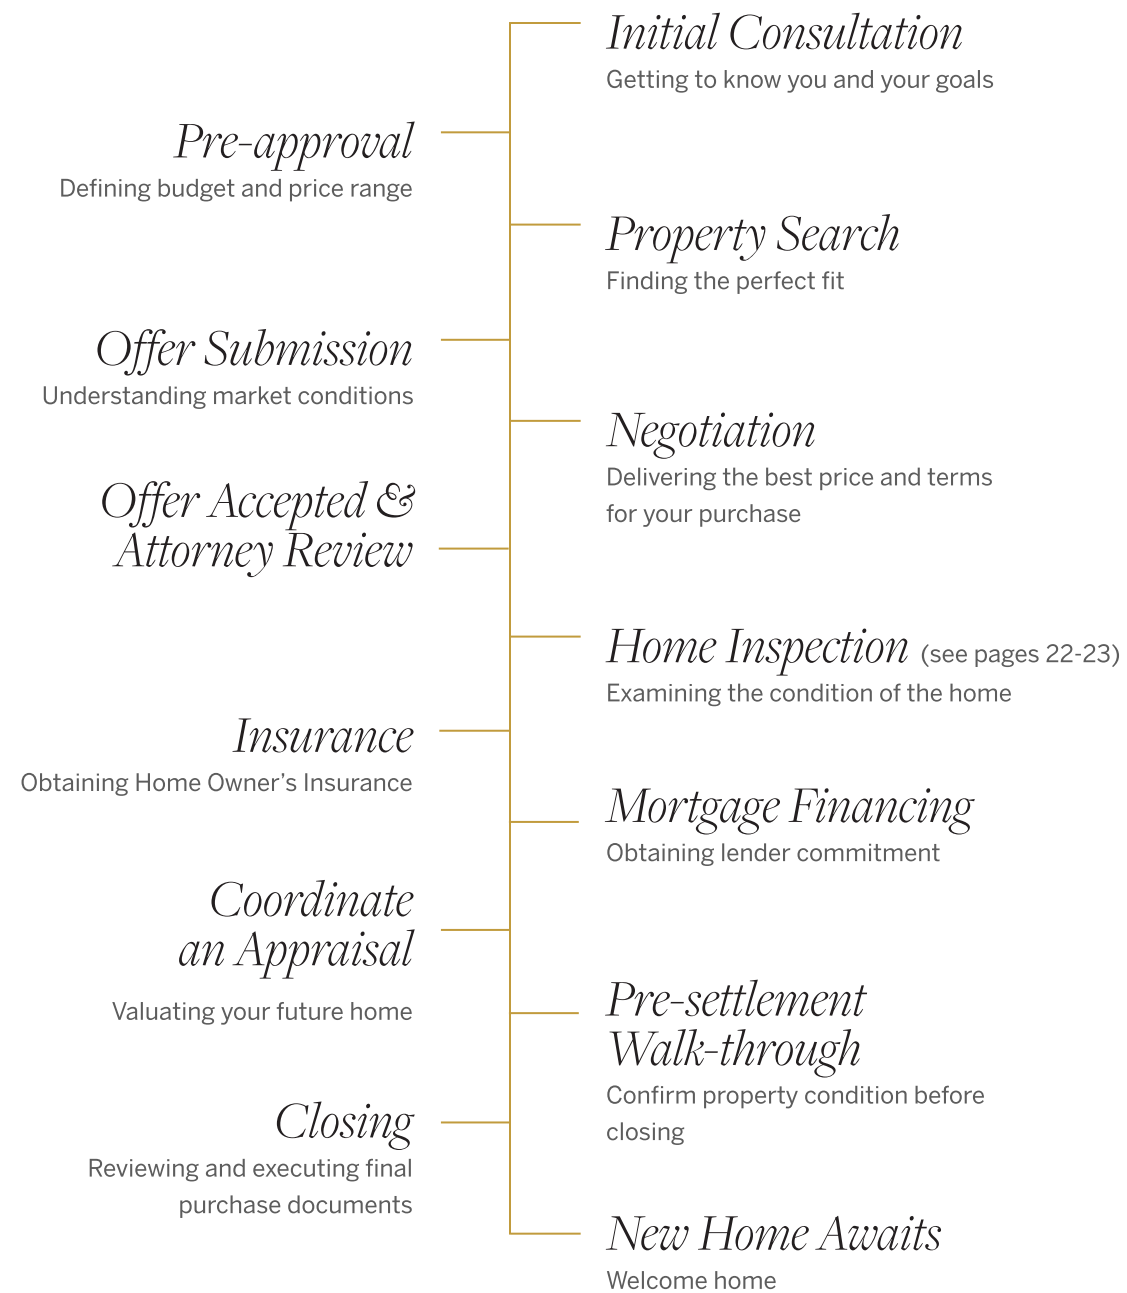 Initial Consultation
Getting to know you and your goals
Pre-approval
Defining budget and price range
Property Search
Finding the perfect fit
Offer Submission
Understanding market conditions
Negotiation
Delivering the best price and terms
for your purchase
Offer Accepted &
Attorney Review
Home Inspection (see pages 22-23)
Examining the condition of the home
Insurance
Obtaining Home Owner’s Insurance
Mortgage Financing
Obtaining lender commitment
Coordinate
an Appraisal
Valuating your future home
Pre-settlement
Walk-through
Confirm property condition before
closing
Closing
Reviewing and executing final
purchase documents
New Home Awaits
Welcome home